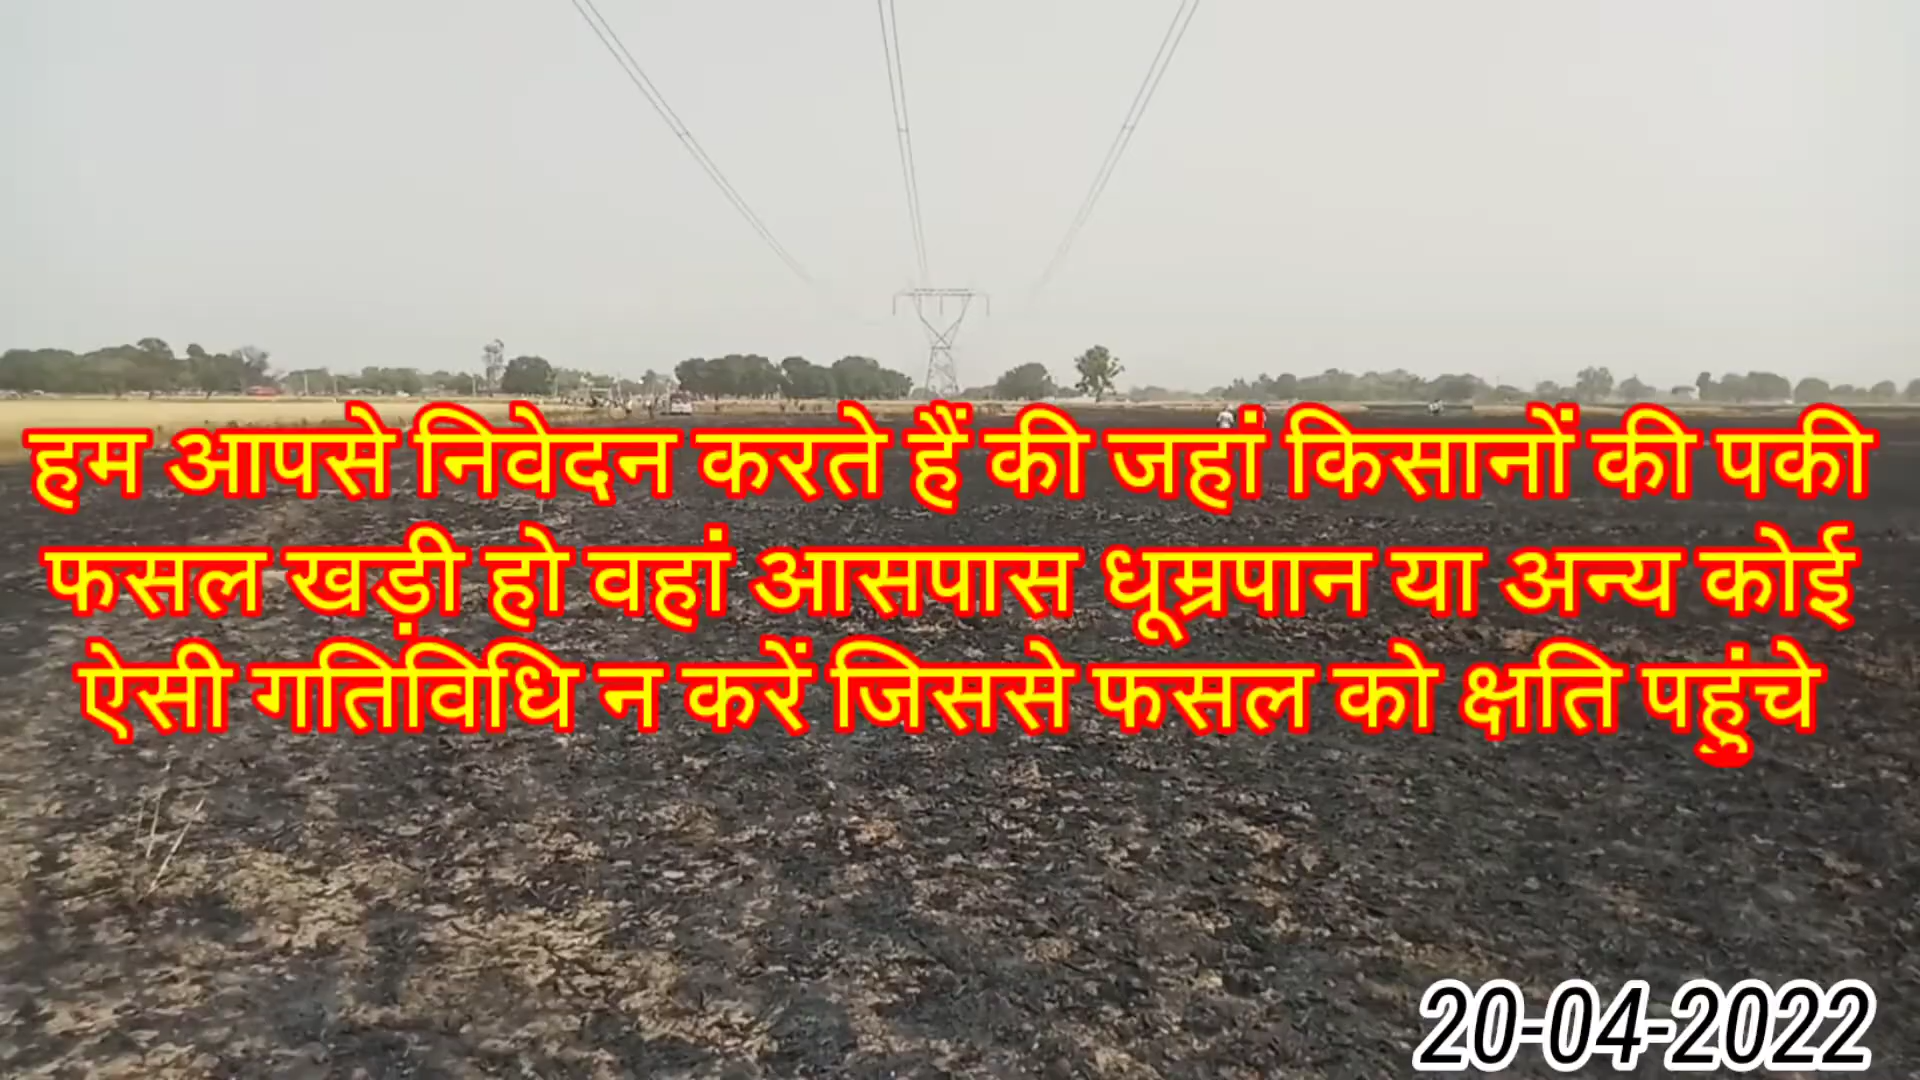 हम आपसे निवेदन करते हैं की जहां किसानों की पकी
फसल खड़ी हो वहां आसपास धूम्रपान या अन्य कोई
ऐसी गतिंविधि न करें जिससे फसल को क्षति पहुंचे
20-04-2022